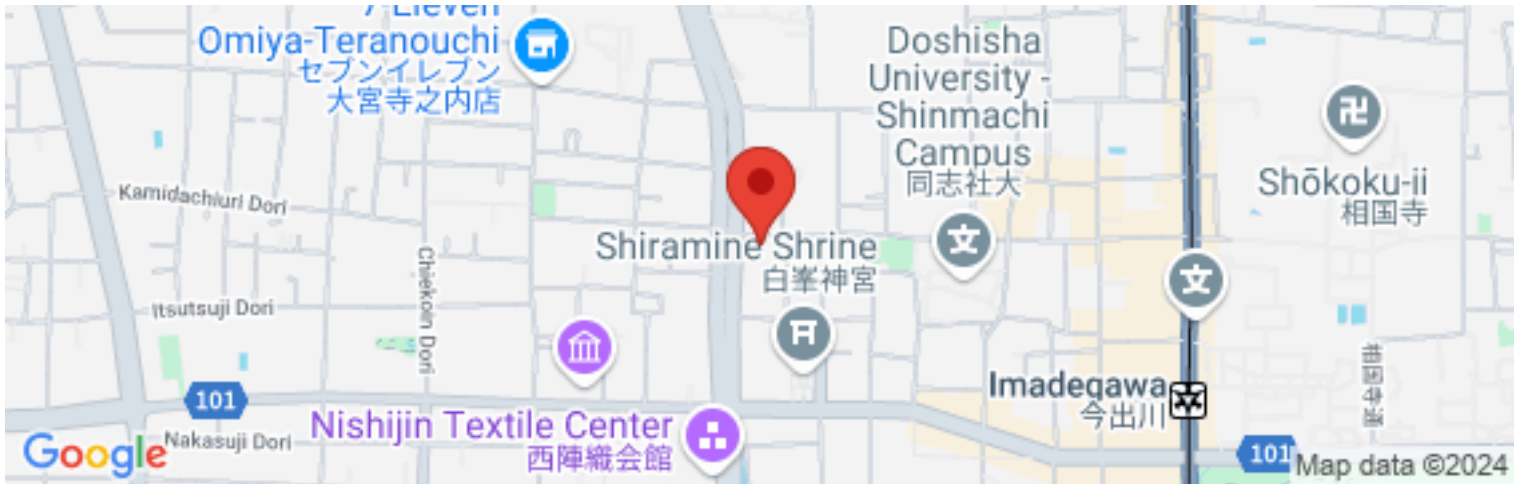 7-Eleven
Omiya-Teranouchi
セブンイレブン
大宮寺之内店
Doshisha
University -
Shinmachi
Campus
同志社大
卍
Shōkoku-ji
相国寺
Kamidachiuri Dori
Shiramine Shrine
白峯神宮
文
文
Chiekoin Dori
Itsutsuji Dori
Imadegawa
今出川
101
Nishijin Textile Center
西陣織会館
Nakasuji Dori
Google
101
Map data ©2024